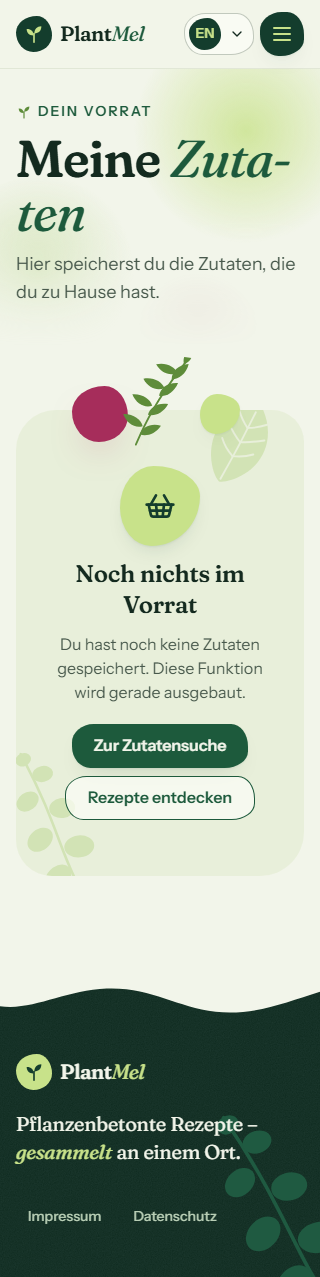 PlantMel
EN
DEIN VORRAT
Meine Zuta-
ten
Hier speicherst du die Zutaten, die
du zu Hause hast.
Noch nichts im
Vorrat
Du hast noch keine Zutaten
gespeichert. Diese Funktion
wird gerade ausgebaut.
Zur Zutatensuche
Rezepte entdecken
PlantMel
Pflanzenbetonte Rezepte –
gesammelt an einem Ort.
Impressum Datenschutz